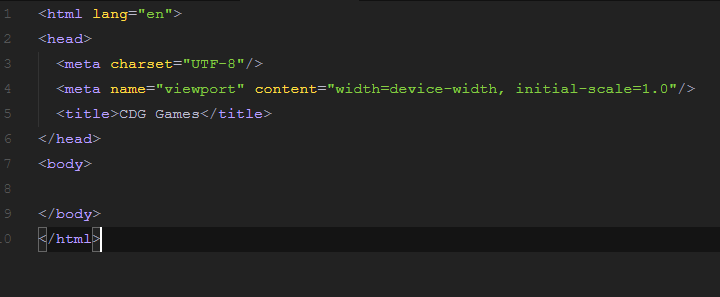 1 <html lang="en">
2 <head>
3 <meta charset="UTF-8"/>
4 <meta name="viewport" content="width=device-width, initial-scale=1.0"/>
5 <title>CDG Games</title>
6 </head>
7 <body>
8
9 </body>
10 </html>